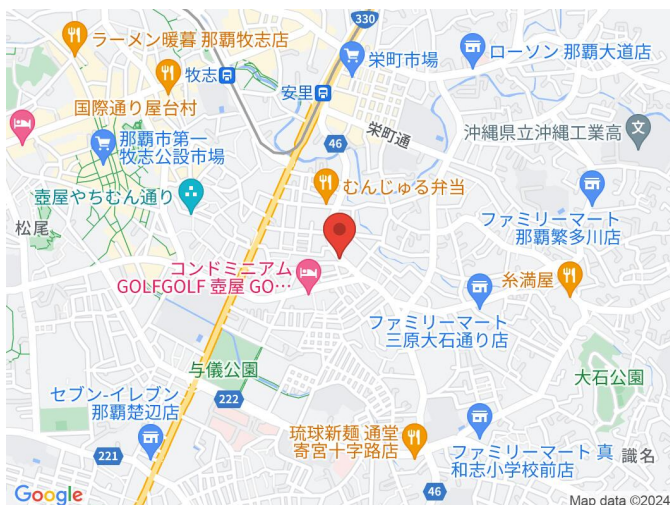 ラーメン暖暮 那覇牧志店
牧志
国際通り屋台村
那覇市第一
牧志公設市場
壺屋やちむん通り
松尾
330
栄町市場
ローソン 那覇大道店
安里
栄町通
46
沖縄県立沖縄工業高
むんじゅる弁当
ファミリーマート
那覇繁多川店
コンドミニアム
GOLFGOLF 壺屋 GO…
糸満屋
ファミリーマート
三原大石通り店
与儀公園
大石公園
222
セブン-イレブン
那覇楚辺店
221
琉球新麺 通堂
寄宮十字路店
ファミリーマート 真
和志小学校前店
識名
46
Google
Map data ©2024